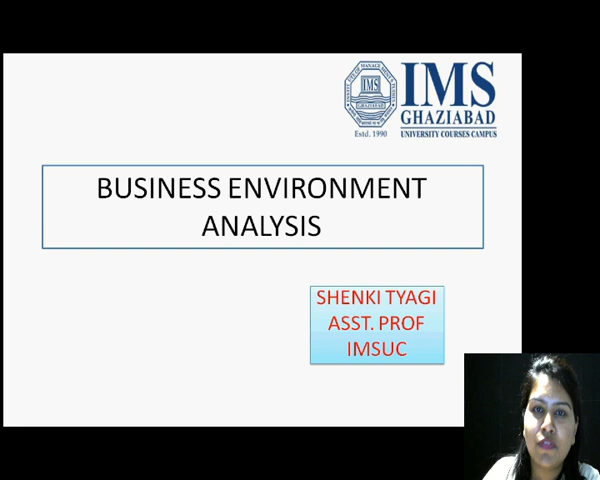 IMS
GHAZIABAD
UNIVERSITY COURSES CAMPUS
Estd. 1990
BUSINESS ENVIRONMENT
ANALYSIS
SHENKI TYAGI
ASST. PROF
IMSUC